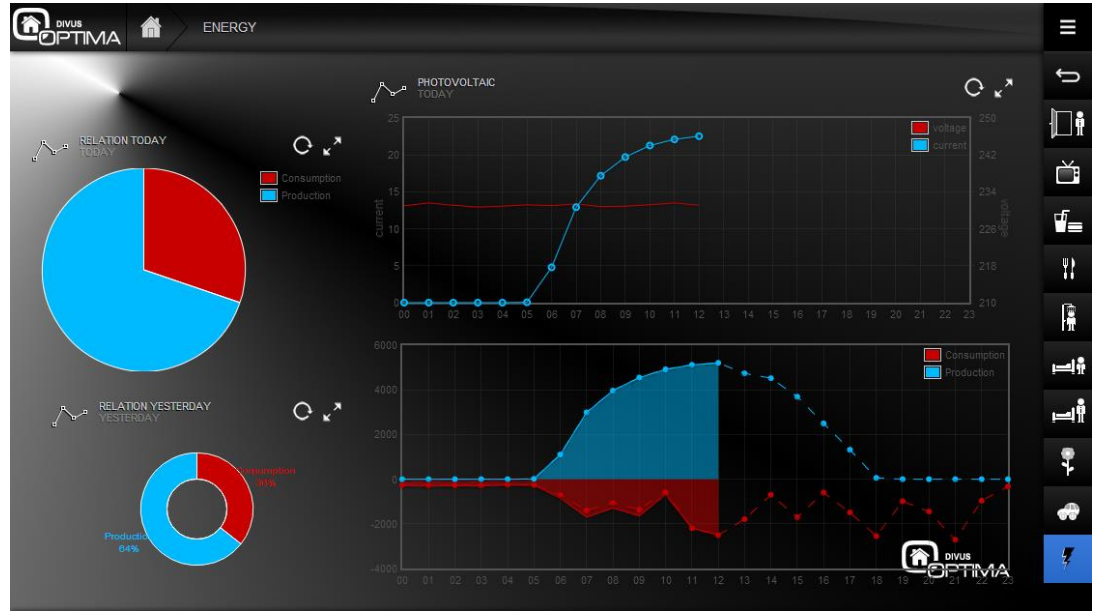 DIVUS
OPTIMA
ENERGY
RELATION TODAY
TODAY
Consumption
Production
RELATION YESTERDAY
YESTERDAY
Consumption
Production
64%
PHOTOVOLTAIC
TODAY
voltage
current
25
20
15
10
5
0
current
250
242
234
226
218
210
voltage
00 01 02 03 04 05 06 07 08 09 10 11 12 13 14 15 16 17 18 19 20 21 22 23
Consumption
Production
6000
4000
2000
0
-2000
-4000
00 01 02 03 04 05 06 07 08 09 10 11 12 13 14 15 16 17 18 19 20 21 22 23
DIVUS
OPTIMA